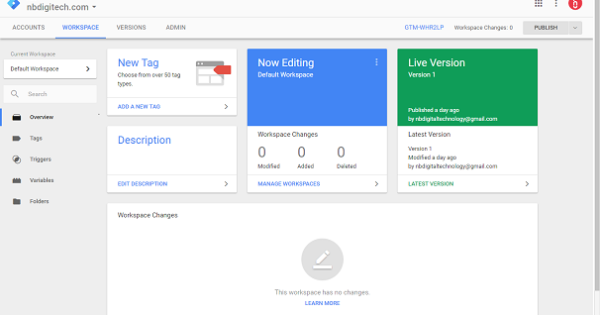 nbdigitech.com
ACCOUNTS WORKSPACE VERSIONS ADMIN GTM-WHR2LP Workspace Changes: 0 PUBLISH
Current Workspace
Default Workspace
Search
Overview
Tags
Triggers
Variables
Folders
New Tag
Choose from over 50 tag
types.
ADD A NEW TAG
Description
EDIT DESCRIPTION
Now Editing
Default Workspace
Workspace Changes
0 0 0
Modified Added Deleted
MANAGE WORKSPACES
Live Version
Version 1
Published a day ago
by nbdigitaltechnology@gmail.com
Latest Version
Version 1
Modified a day ago
by nbdigitaltechnology@gmail.com
LATEST VERSION
Workspace Changes
This workspace has no changes.
LEARN MORE